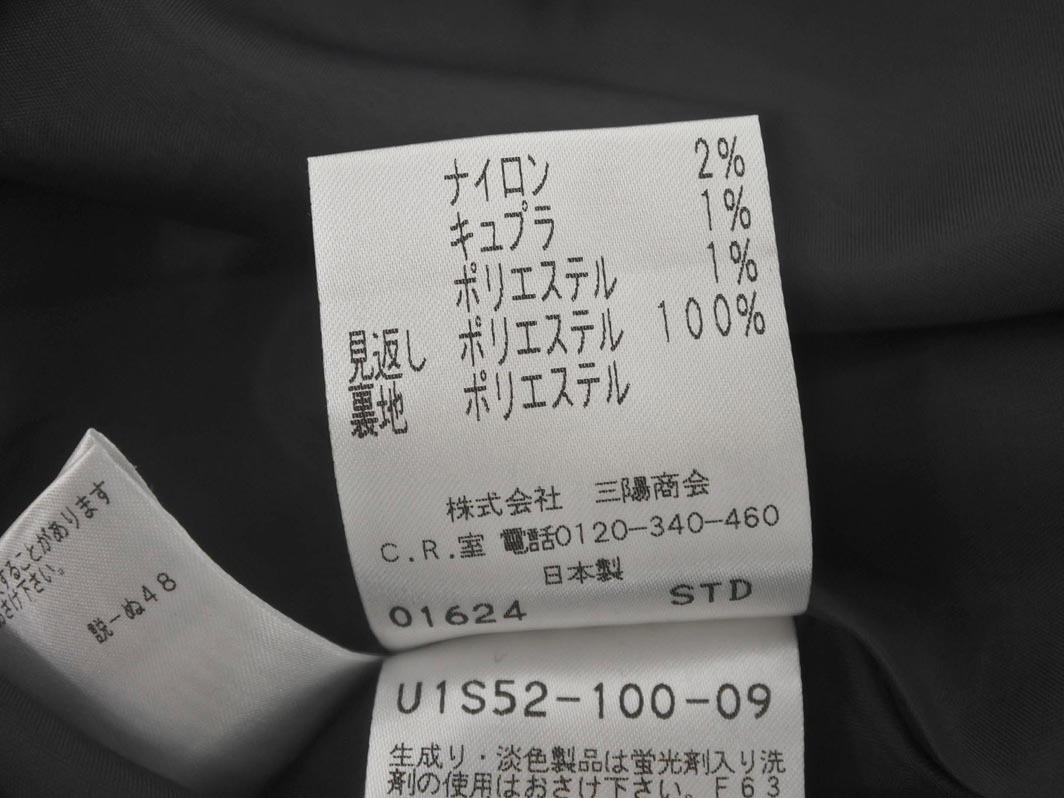 ナイロン 2%
キュプラ 1%
ポリエステル 1%
見返し ポリエステル 100%
裏地 ポリエステル
株式会社 三陽商会
C.R.室 電話0120-340-460
日本製
01624 STD
U1S52-100-09
生成り・淡色製品は蛍光剤入り洗
剤の使用はおさけ下さい。F63
することがあります
おさけ下さい。
説-ぬ48